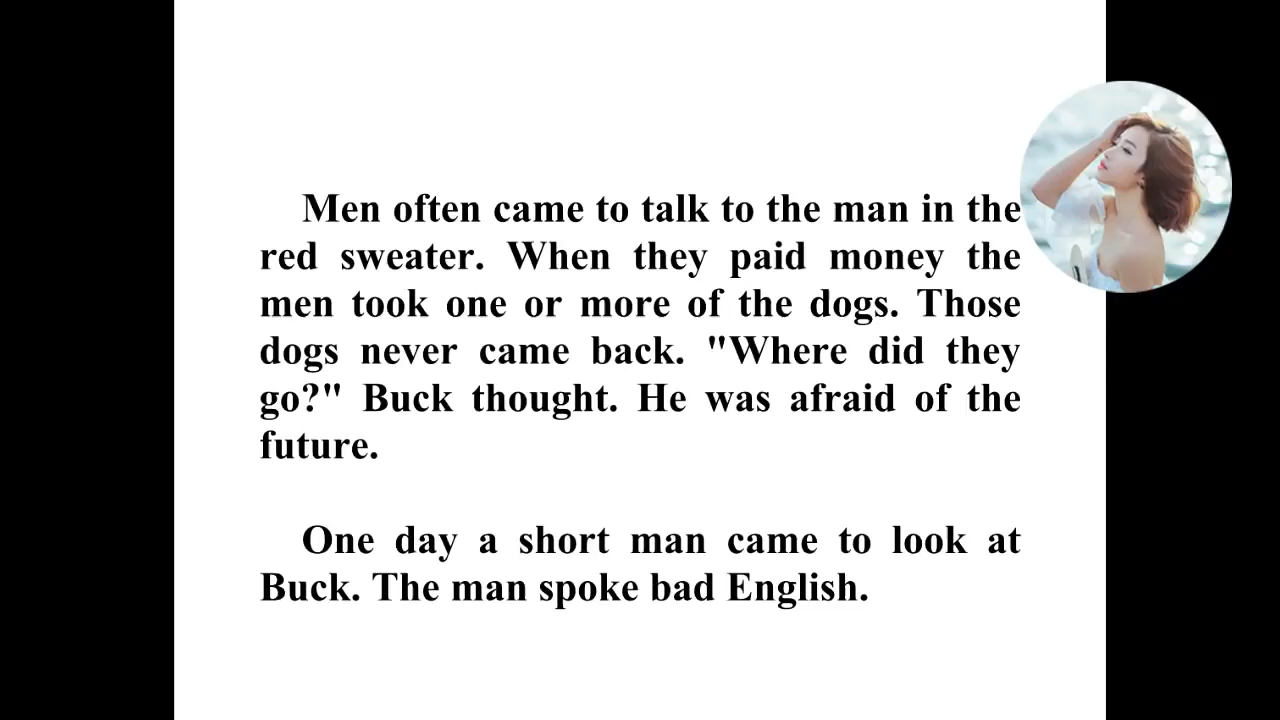 Men often came to talk to the man in the
red sweater. When they paid money the
men took one or more of the dogs. Those
dogs never came back. "Where did they
go?" Buck thought. He was afraid of the
future.
One day a short man came to look at
Buck. The man spoke bad English.